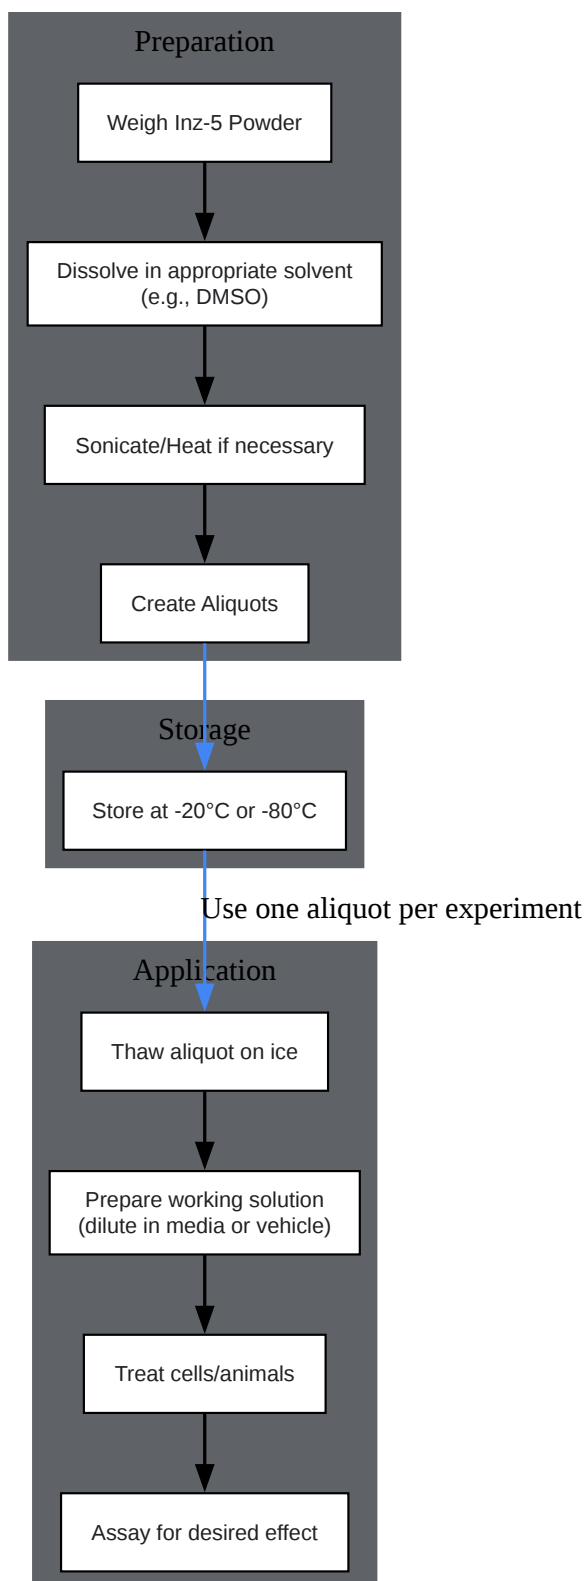 Preparation
Weigh Inz-5 Powder
Dissolve in appropriate solvent
(e.g., DMSO)
Sonicate/Heat if necessary
Create Aliquots
Storage
Store at -20°C or -80°C
Use one aliquot per experiment
Application
Thaw aliquot on ice
Prepare working solution
(dilute in media or vehicle)
Treat cells/animals
Assay for desired effect